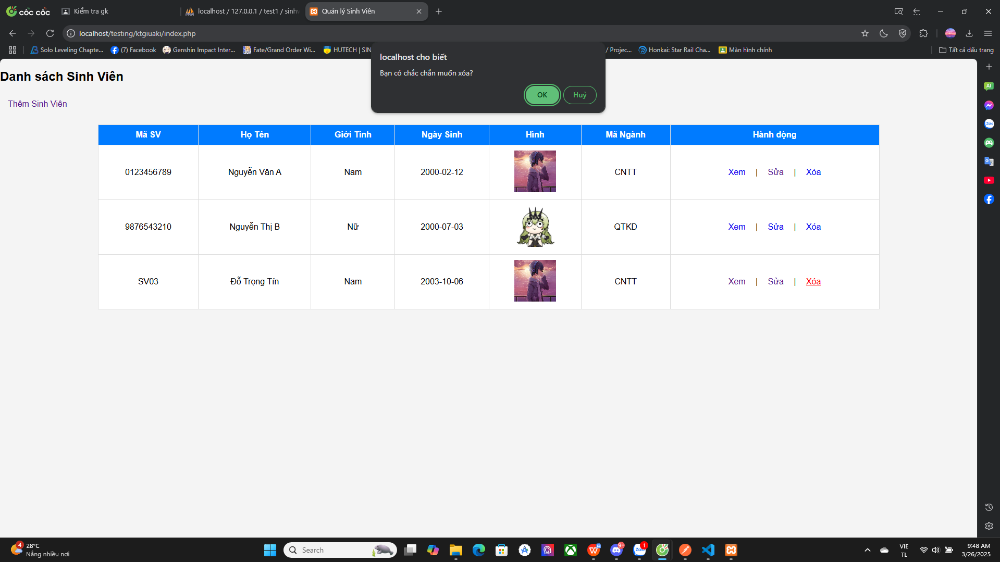 cốc cốc
Kiểm tra gk
localhost / 127.0.0.1 / test1 / sinhv
Quản lý Sinh Viên
localhost/testing/ktgiuaki/index.php
Solo Leveling Chapte...
(7) Facebook
Genshin Impact Inter...
Fate/Grand Order Wi...
HUTECH | SIN
/ Projec...
Honkai: Star Rail Cha...
Màn hình chính
Tất cả dấu trang
localhost cho biết
Bạn có chắc chắn muốn xóa?
OK
Huỷ
Danh sách Sinh Viên
Thêm Sinh Viên
Mã SV Họ Tên Giới Tính Ngày Sinh Hình Mã Ngành Hành động
0123456789 Nguyễn Văn A Nam 2000-02-12 CNTT Xem | Sửa | Xóa
9876543210 Nguyễn Thị B Nữ 2000-07-03 QTKD Xem | Sửa | Xóa
SV03 Đỗ Trọng Tín Nam 2003-10-06 CNTT Xem | Sửa | Xóa
AI
Zalo
4
28°C
Nắng nhiều nơi
Search
9+
1
VIE
TL
9:48 AM
3/26/2025